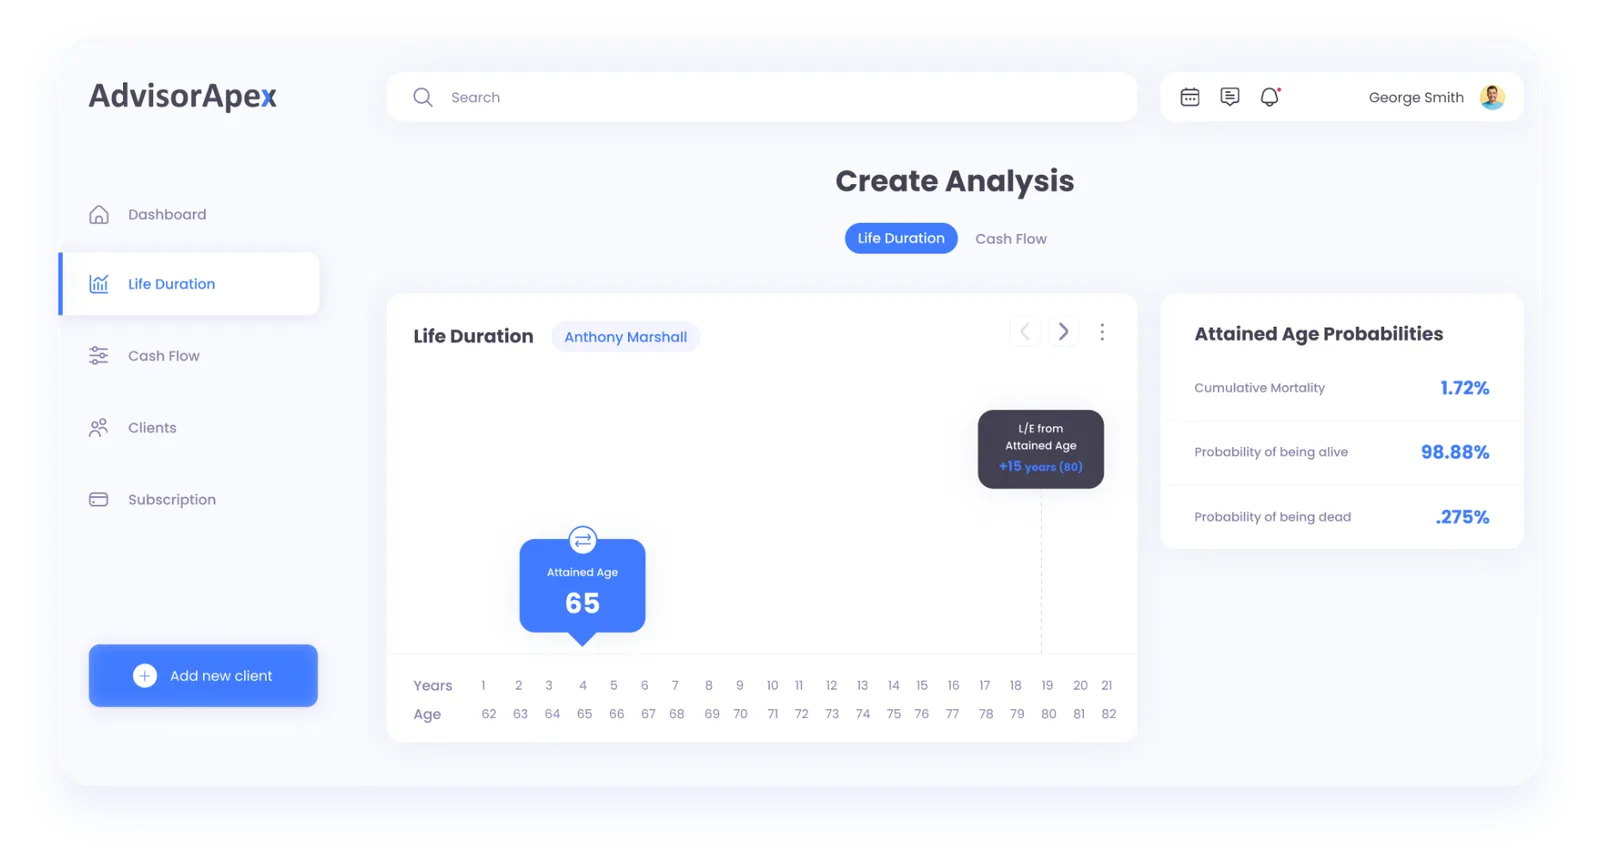 AdvisorApex
Search
George Smith
Create Analysis
Life Duration Cash Flow
Dashboard
Life Duration
Cash Flow
Clients
Subscription
Add new client
Life Duration Anthony Marshall
L/E from
Attained Age
+15 years (80)
Attained Age
65
Years 1 2 3 4 5 6 7 8 9 10 11 12 13 14 15 16 17 18 19 20 21
Age 62 63 64 65 66 67 68 69 70 71 72 73 74 75 76 77 78 79 80 81 82
Attained Age Probabilities
Cumulative Mortality 1.72%
Probability of being alive 98.88%
Probability of being dead .275%